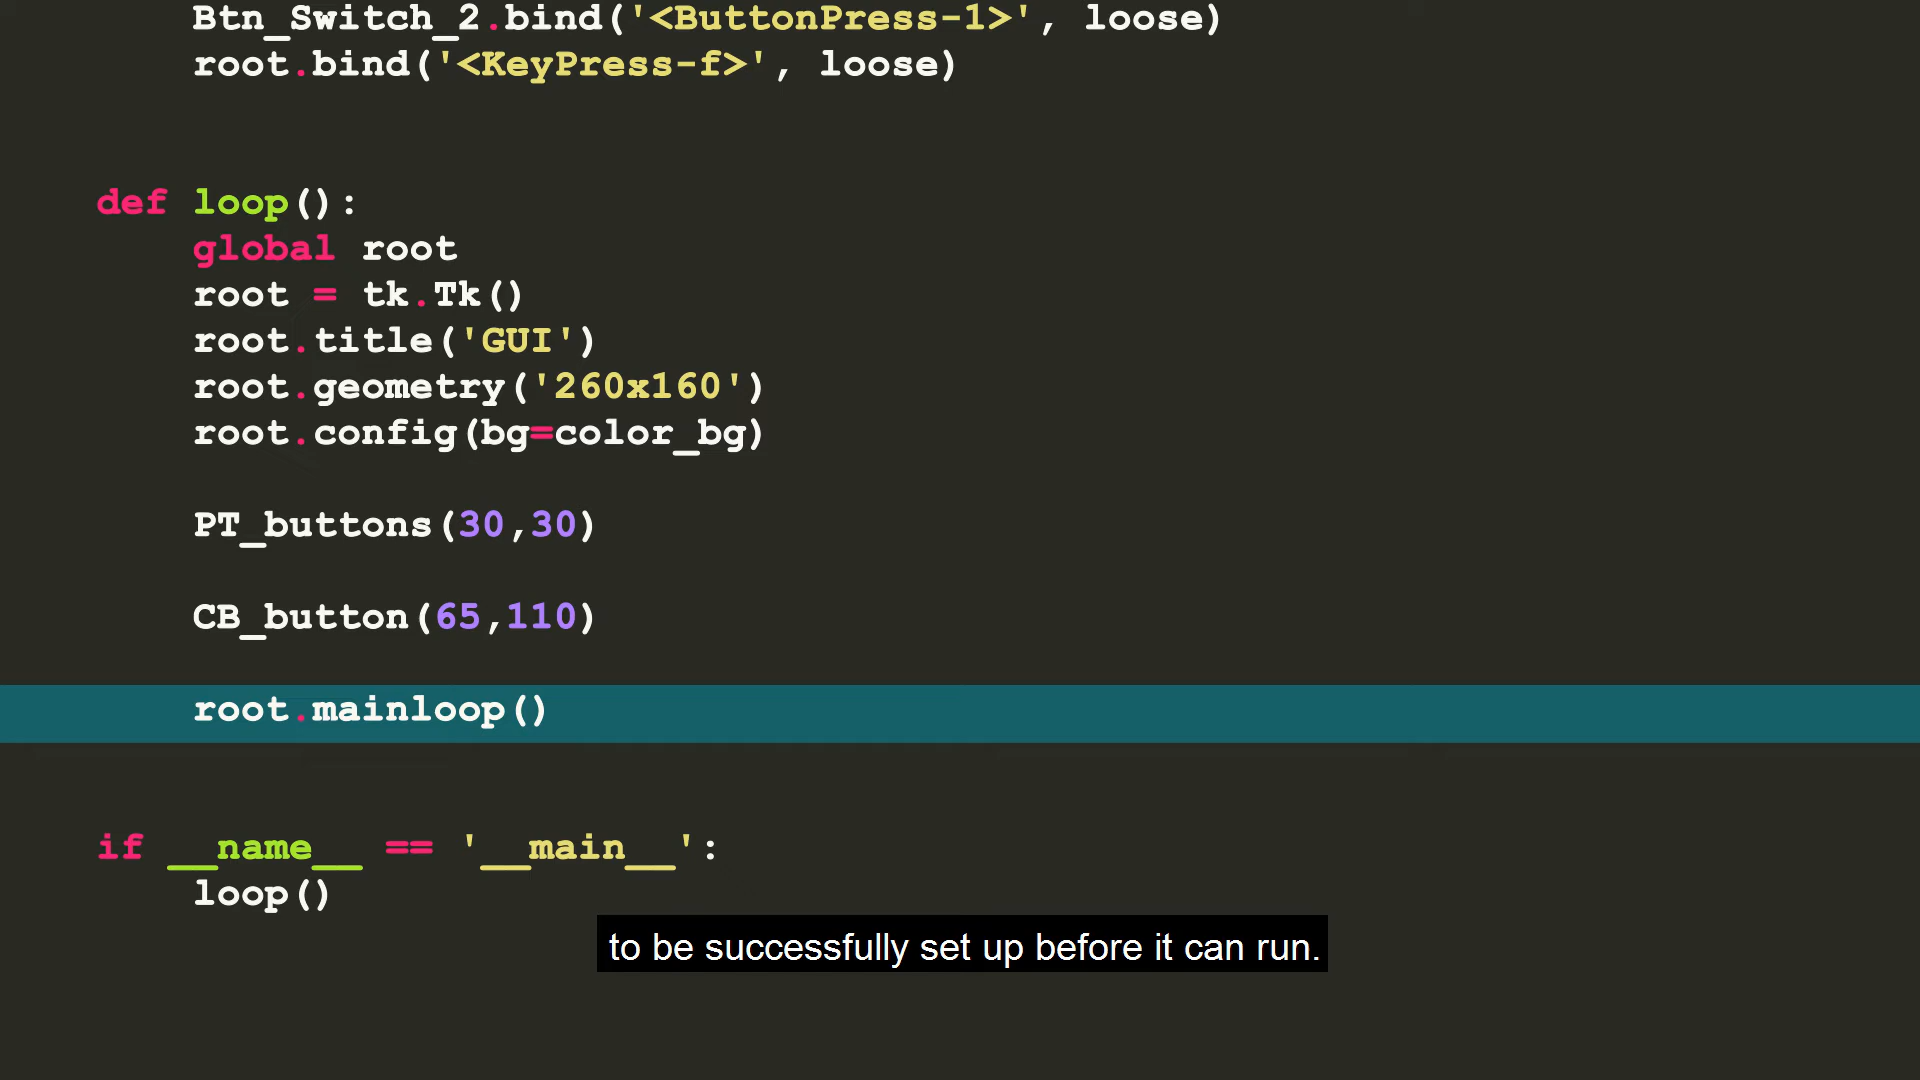 Btn_Switch_2.bind('<ButtonPress-1>', loose)
root.bind('<KeyPress-f>', loose)
def loop():
global root
root = tk.Tk()
root.title('GUI')
root.geometry('260x160')
root.config(bg=color_bg)
PT_buttons(30,30)
CB_button(65,110)
root.mainloop()
if __name__ == '__main__':
loop()
to be successfully set up before it can run.